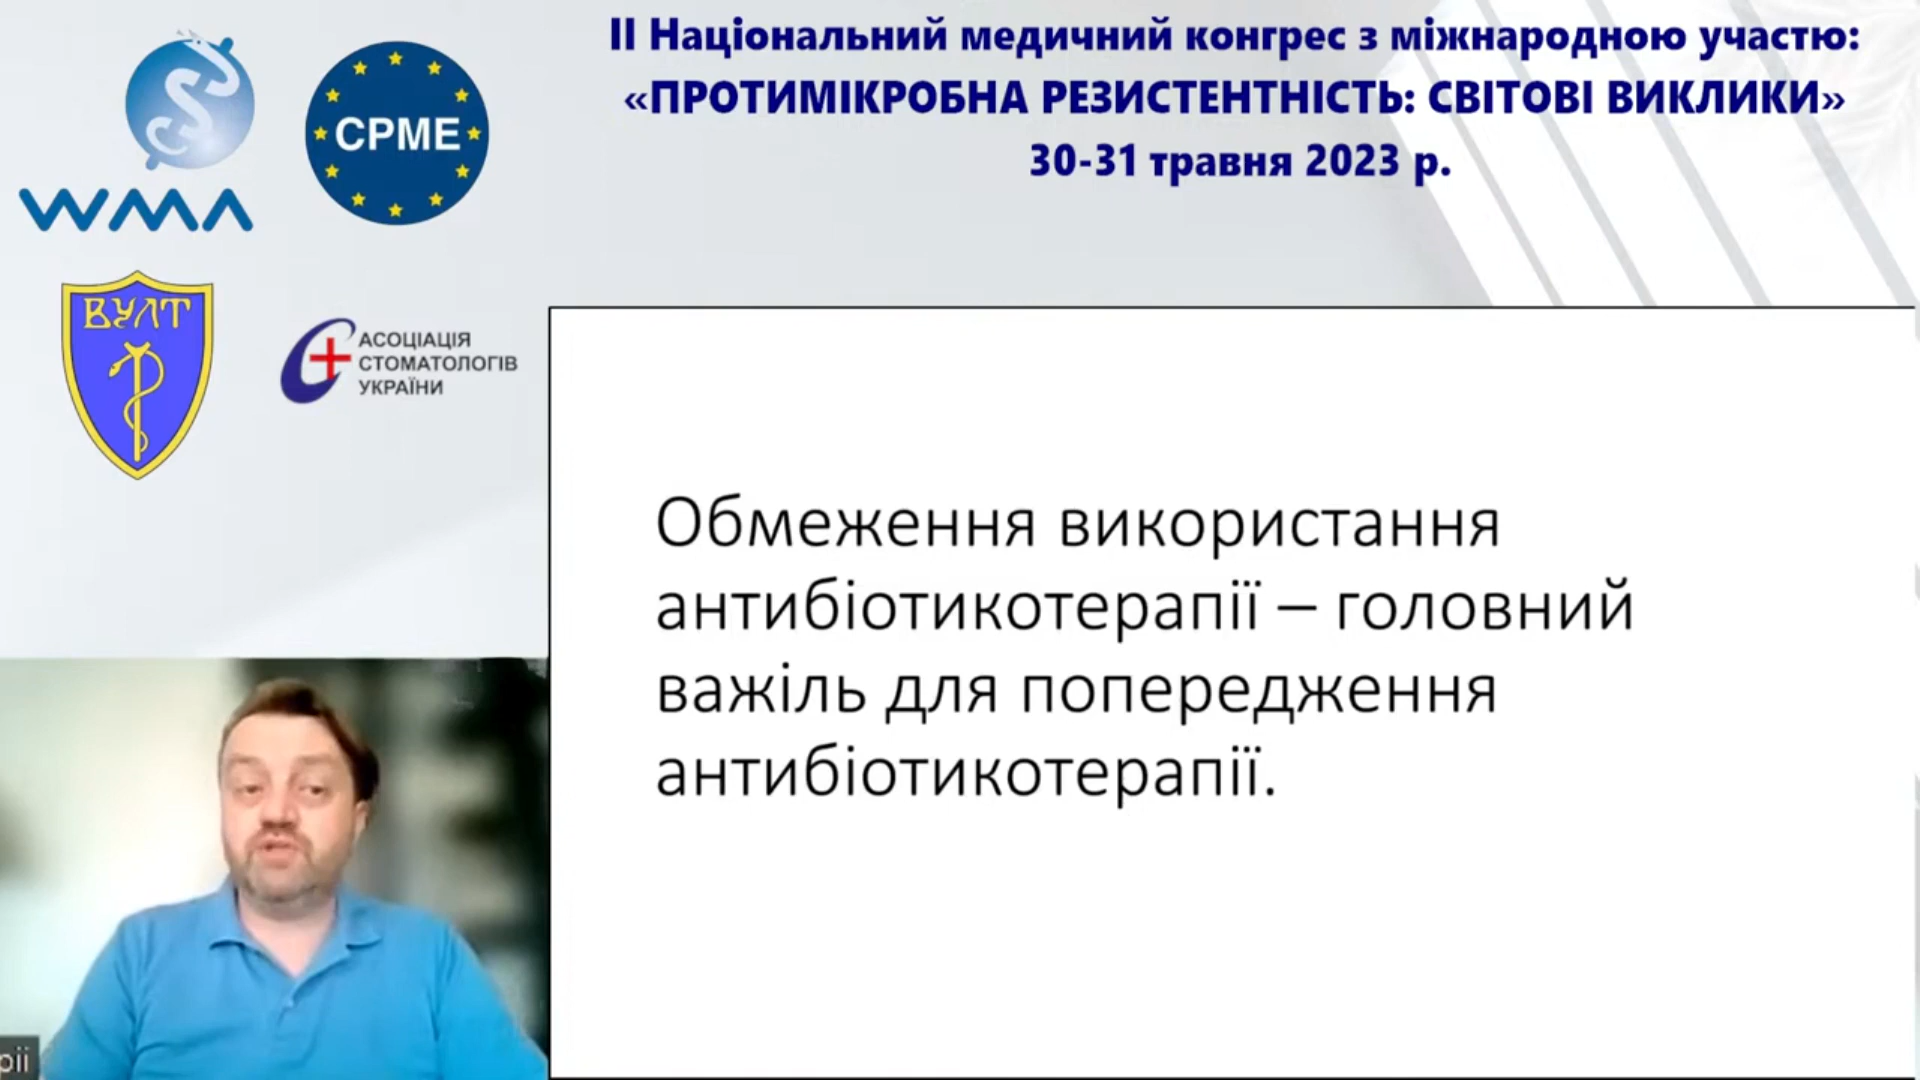 ІІ Національний медичний конгрес з міжнародною участю:
«ПРОТИМІКРОБНА РЕЗИСТЕНТНІСТЬ: СВІТОВІ ВИКЛИКИ»
30-31 травня 2023 р.
WMA
CPME
ВУЛТ
АСОЦІАЦІЯ
СТОМАТОЛОГІВ
УКРАЇНИ
Обмеження використання
антибіотикотерапії – головний
важіль для попередження
антибіотикотерапії.